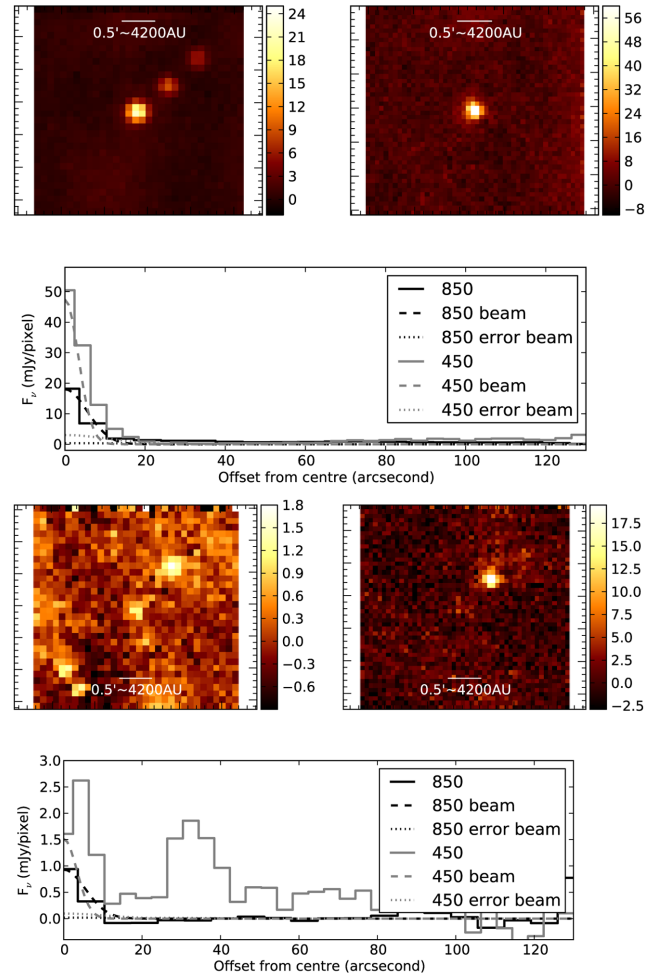 0.5'~4200AU
24
21
18
15
12
9
6
3
0
0.5'~4200AU
56
48
40
32
24
16
8
0
−8
F_ν (mJy/pixel)
50
40
30
20
10
0
850
850 beam
850 error beam
450
450 beam
450 error beam
0 20 40 60 80 100 120
Offset from centre (arcsecond)
0.5'~4200AU
1.8
1.5
1.2
0.9
0.6
0.3
0.0
−0.3
−0.6
0.5'~4200AU
17.5
15.0
12.5
10.0
7.5
5.0
2.5
0.0
−2.5
F_ν (mJy/pixel)
3.0
2.5
2.0
1.5
1.0
0.5
0.0
850
850 beam
850 error beam
450
450 beam
450 error beam
0 20 40 60 80 100 120
Offset from centre (arcsecond)